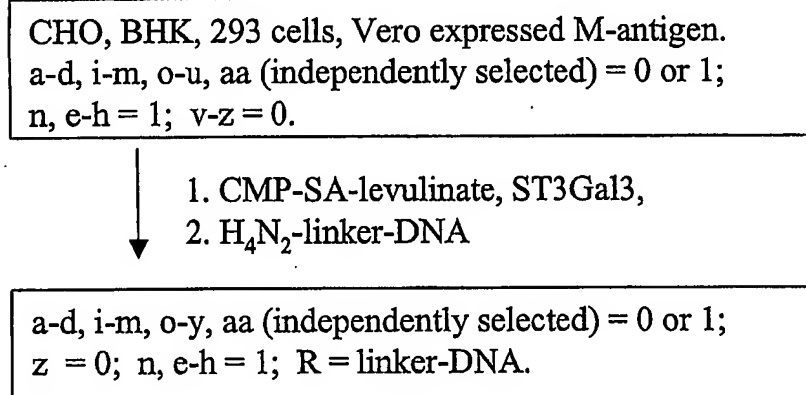 CHO, BHK, 293 cells, Vero expressed M-antigen.
a-d, i-m, o-u, aa (independently selected) = 0 or 1;
n, e-h = 1; v-z = 0.
1. CMP-SA-levulinate, ST3Gal3,
2. H₄N₂-linker-DNA
a-d, i-m, o-y, aa (independently selected) = 0 or 1;
z = 0; n, e-h = 1; R = linker-DNA.